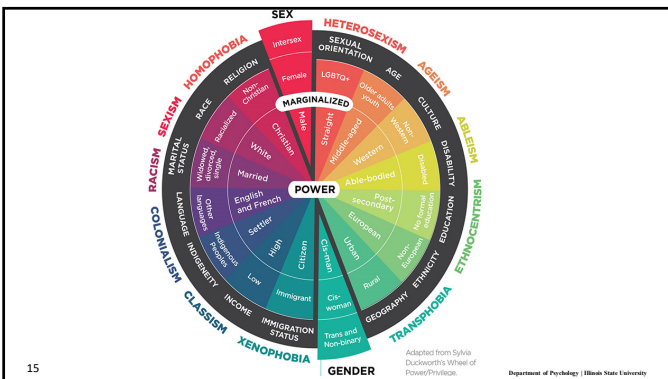 SEX
HETEROSEXISM
AGEISM
ABLEISM
ETHNOCENTRISM
TRANSPHOBIA
GENDER
XENOPHOBIA
CLASSISM
COLONIALISM
RACISM
SEXISM
HOMOPHOBIA
SEXUAL
ORIENTATION
AGE
CULTURE
DISABILITY
EDUCATION
ETHNICITY
GEOGRAPHY
IMMIGRATION
STATUS
INCOME
INDIGENEITY
LANGUAGE
MARITAL
STATUS
RACE
RELIGION
Intersex
Female
Male
LGBTQ+
Straight
Older adults
youth
Middle-aged
Non-
Western
Western
Disabled
Able-bodied
No formal
education
Post-
secondary
Non-
European
European
Rural
Urban
Cis-man
Cis-
woman
Trans and
Non-binary
Citizen
Immigrant
High
Low
Settler
Indigenous
Peoples
English
and French
Other
languages
Married
Widowed,
divorced,
single
White
Racialized
Christian
Non-
Christian
MARGINALIZED
POWER
Adapted from Sylvia
Duckworth's Wheel of
Power/Privilege.
15
Department of Psychology | Illinois State University